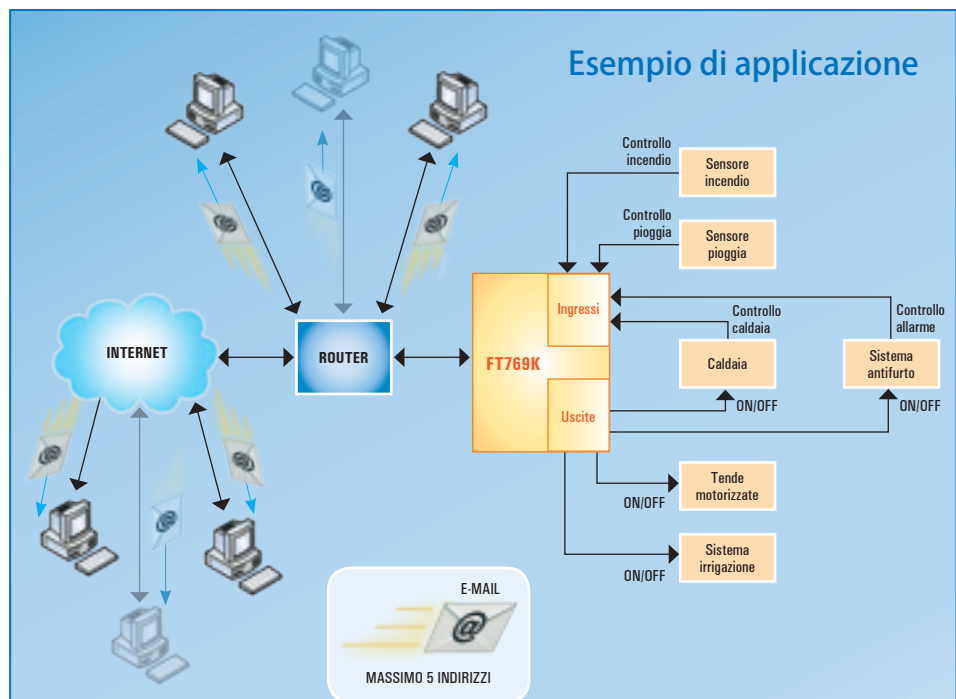 Esempio di applicazione
Controllo
incendio
Sensore
incendio
Controllo
pioggia
Sensore
pioggia
Ingressi
Controllo
caldaia
Controllo
allarme
INTERNET
ROUTER
FT769K
Caldaia
Sistema
antifurto
Uscite
ON/OFF
ON/OFF
Tende
motorizzate
ON/OFF
Sistema
irrigazione
ON/OFF
E-MAIL
@
MASSIMO 5 INDIRIZZI
@
@
@
@
@
@